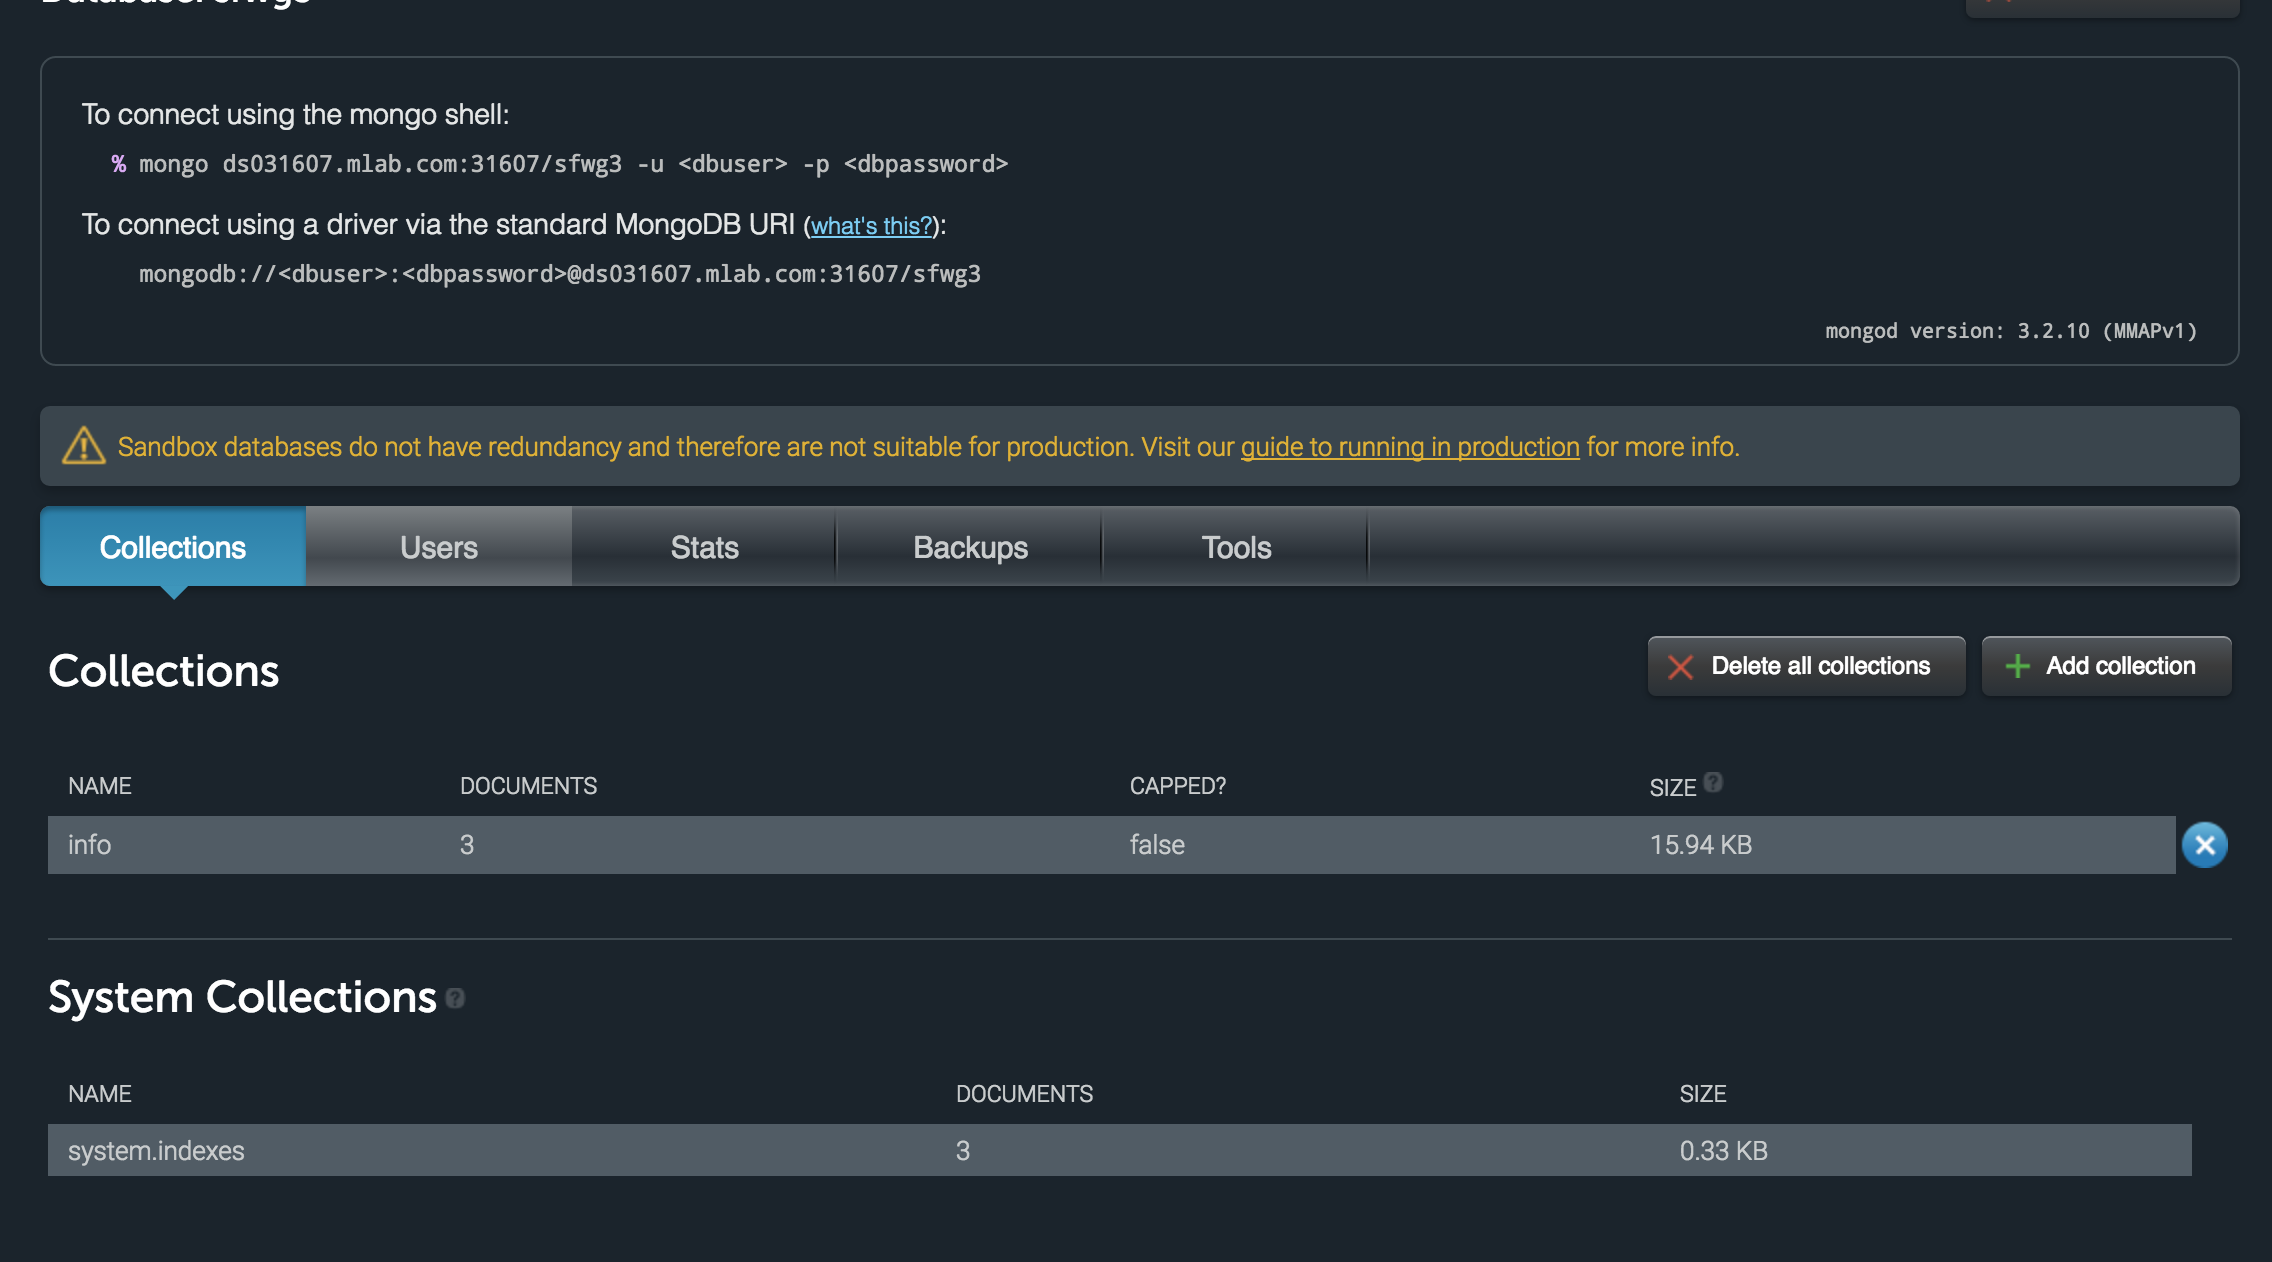 To connect using the mongo shell:
% mongo ds031607.mlab.com:31607/sfwg3 -u <dbuser> -p <dbpassword>
To connect using a driver via the standard MongoDB URI (what's this?):
mongodb://<dbuser>:<dbpassword>@ds031607.mlab.com:31607/sfwg3
mongod version: 3.2.10 (MMAPv1)
Sandbox databases do not have redundancy and therefore are not suitable for production. Visit our guide to running in production for more info.
Collections Users Stats Backups Tools
Collections Delete all collections Add collection
NAME DOCUMENTS CAPPED? SIZE ?
info 3 false 15.94 KB
System Collections ?
NAME DOCUMENTS SIZE
system.indexes 3 0.33 KB